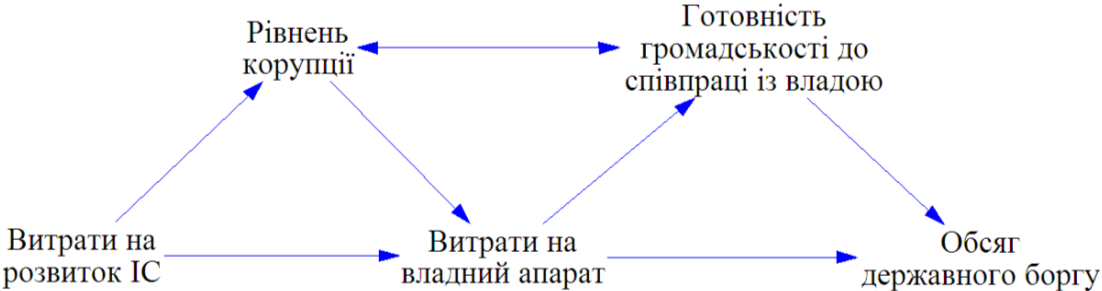 Рівнень
корупції
Готовність
громадськості до
співпраці із владою
Витрати на
розвиток ІС
Витрати на
владний апарат
Обсяг
державного боргу